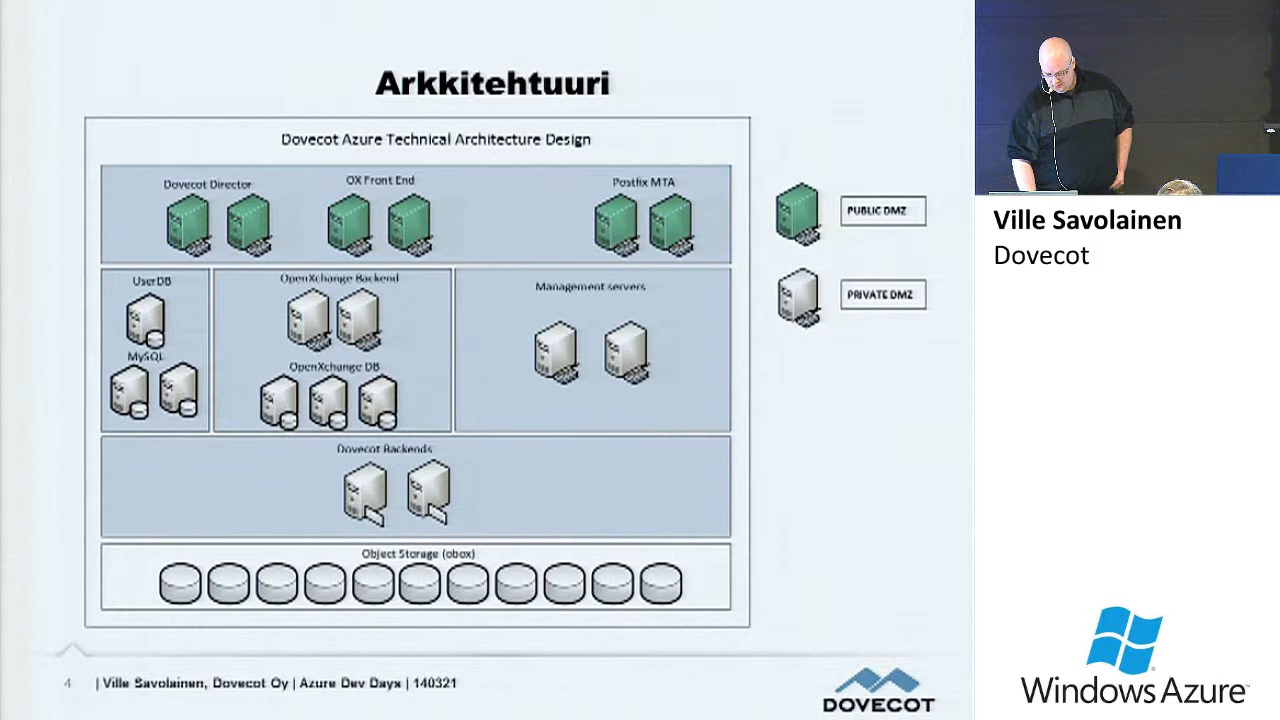 Arkkitehtuuri
Dovecot Azure Technical Architecture Design
Dovecot Director
OX Front End
Postfix MTA
PUBLIC DMZ
UserDB
OpenXchange Backend
Management servers
PRIVATE DMZ
MySQL
OpenXchange DB
Dovecot Backends
Object Storage (obox)
4 | Ville Savolainen, Dovecot Oy | Azure Dev Days | 140321
DOVECOT
Ville Savolainen
Dovecot
Windows Azure